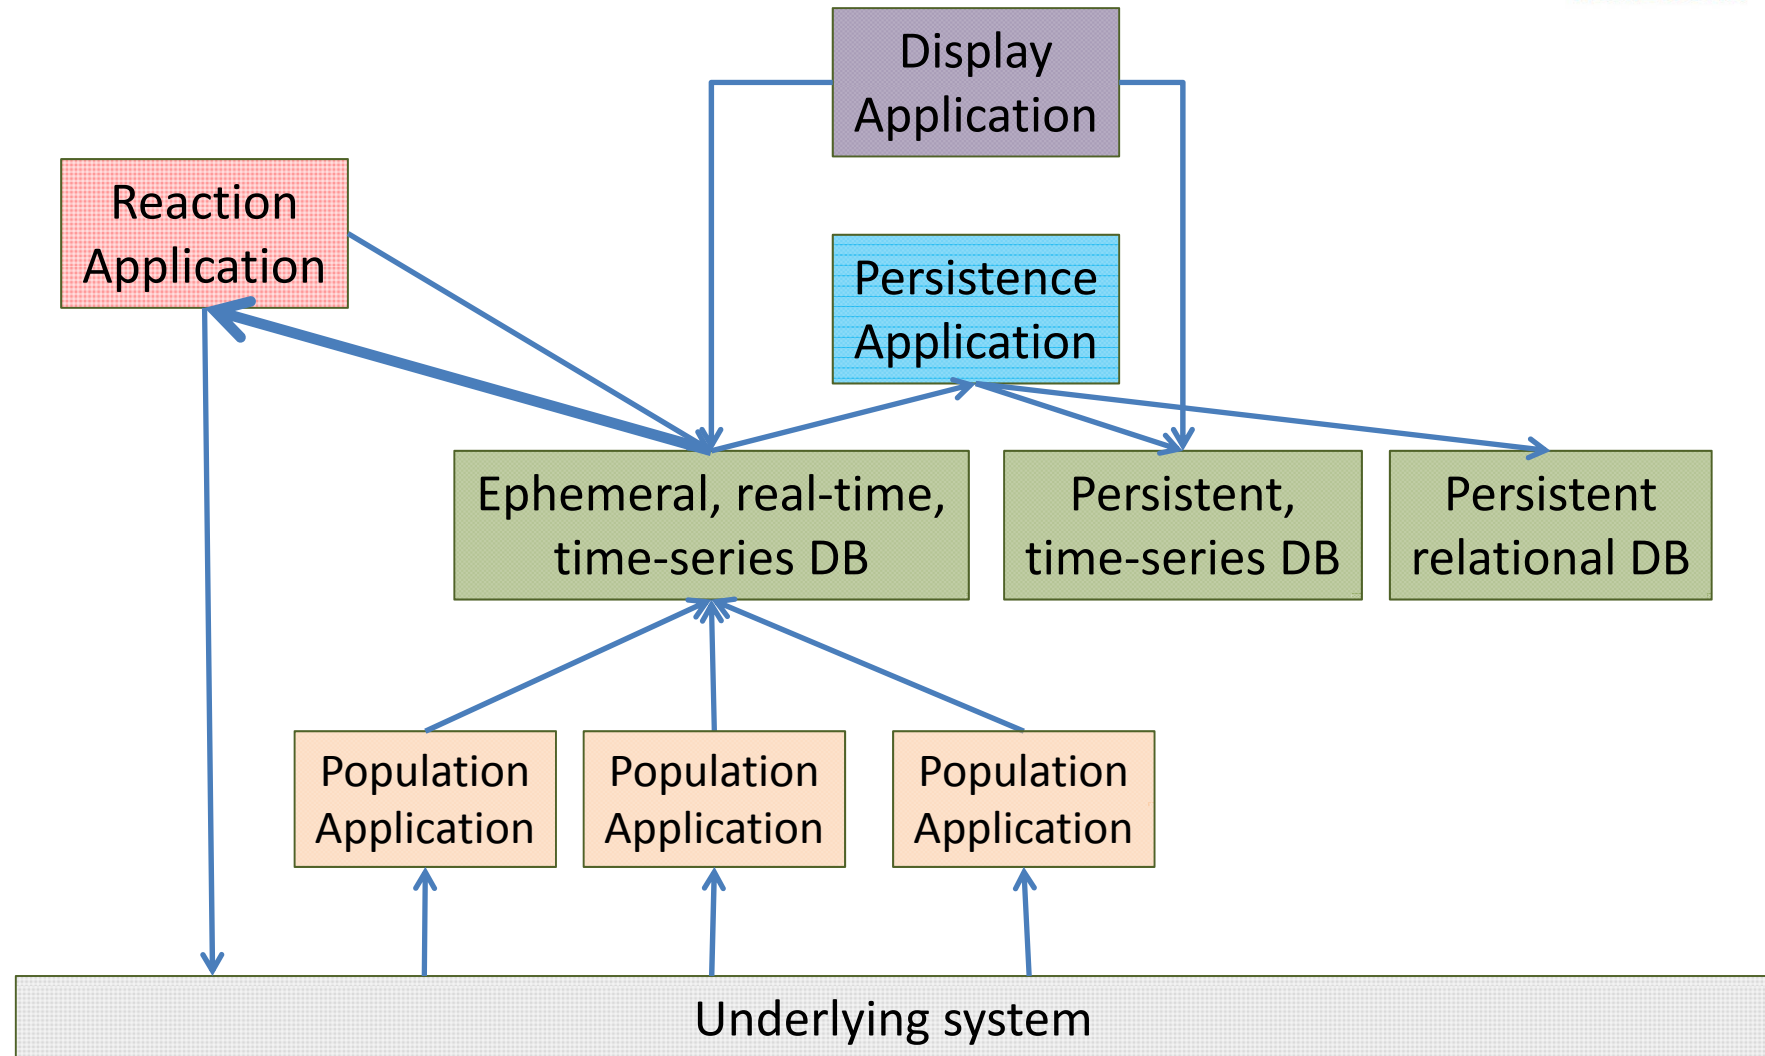 Display
Application
Reaction
Application
Persistence
Application
Ephemeral, real-time,
time-series DB
Persistent,
time-series DB
Persistent
relational DB
Population
Application
Population
Application
Population
Application
Underlying system